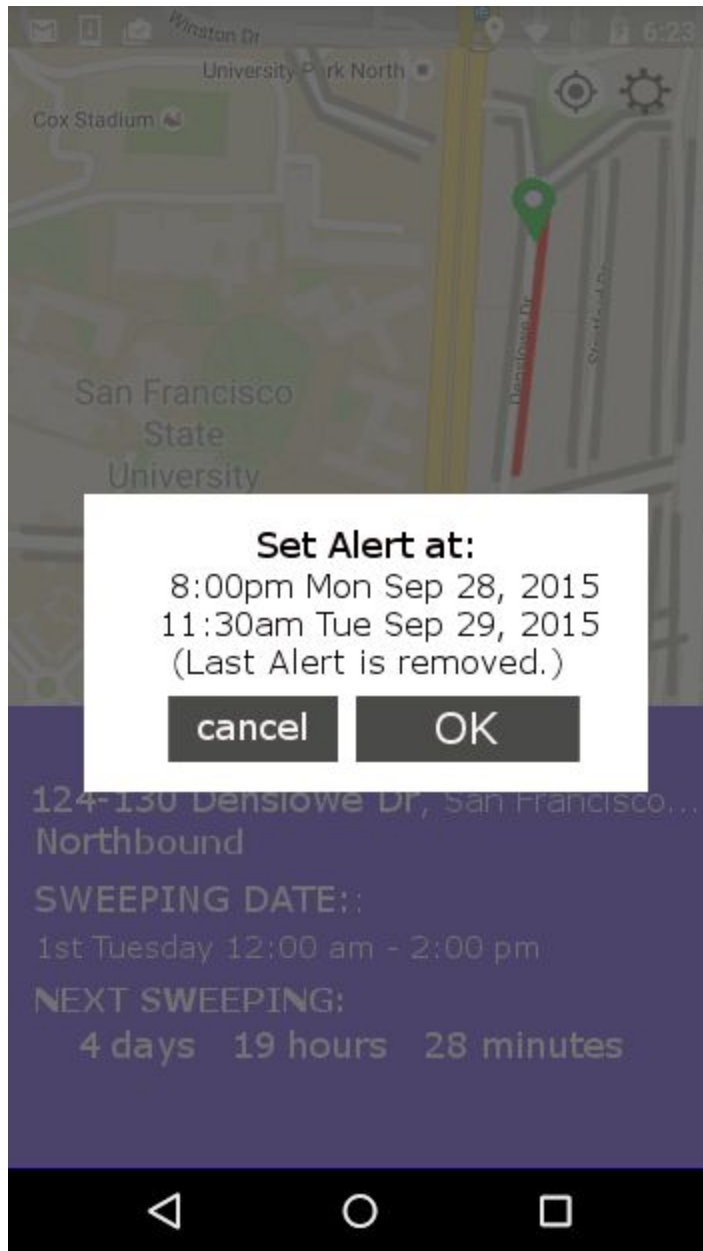 Winston Dr
6:23
University Park North
Cox Stadium
Denslowe Dr
Stratford Dr
San Francisco
State
University
Set Alert at:
8:00pm Mon Sep 28, 2015
11:30am Tue Sep 29, 2015
(Last Alert is removed.)
cancel
OK
124-130 Denslowe Dr, San Francisco...
Northbound
SWEEPING DATE::
1st Tuesday 12:00 am - 2:00 pm
NEXT SWEEPING:
4 days 19 hours 28 minutes